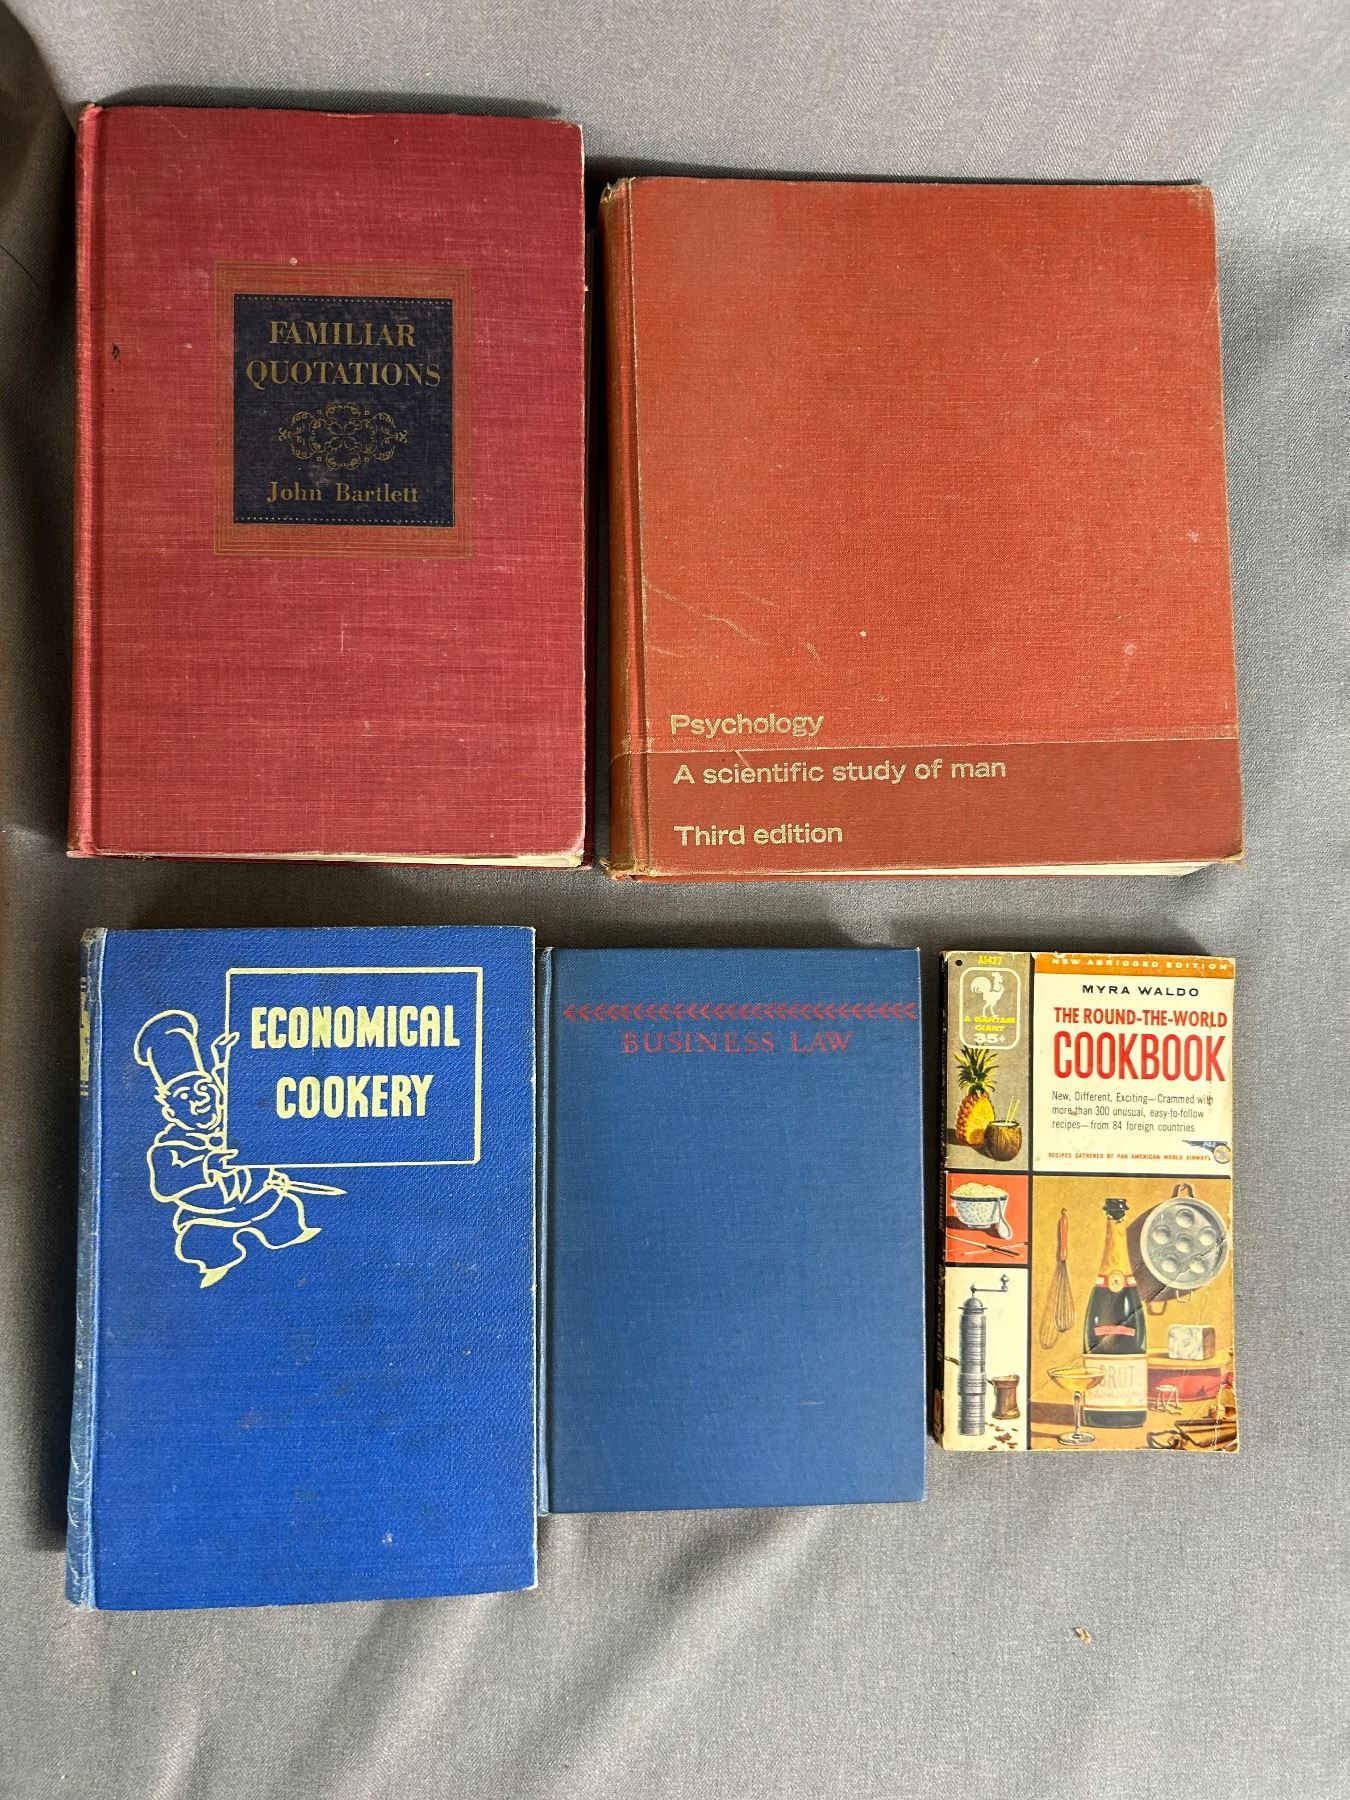 FAMILIAR
QUOTATIONS
John Bartlett
Psychology
A scientific study of man
Third edition
ECONOMICAL
COOKERY
BUSINESS LAW
A1427
A BANTAM
GIANT
35¢
NEW ABRIDGED EDITION
MYRA WALDO
THE ROUND-THE-WORLD
COOKBOOK
New, Different, Exciting—Crammed with
more than 300 unusual, easy-to-follow
recipes—from 84 foreign countries
RECIPES GATHERED BY PAN AMERICAN WORLD AIRWAYS
PAA
BRUT